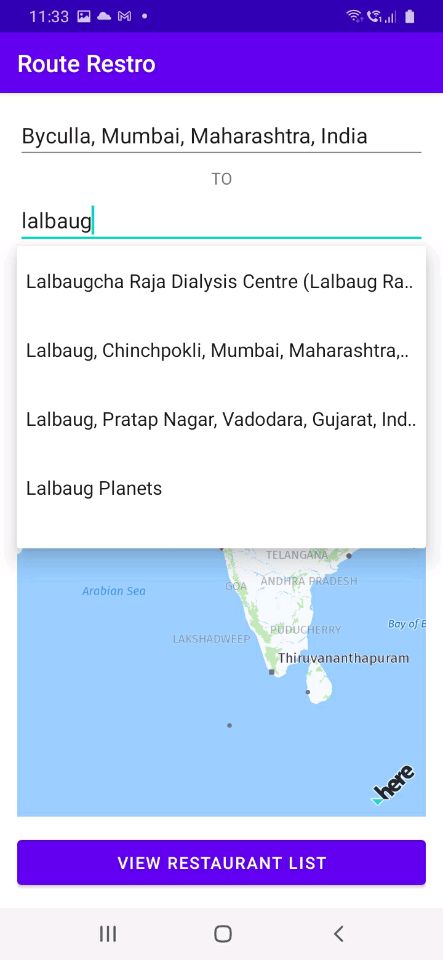 11:33
Route Restro
Byculla, Mumbai, Maharashtra, India
TO
lalbaug
Lalbaugcha Raja Dialysis Centre (Lalbaug Ra..
Lalbaug, Chinchpokli, Mumbai, Maharashtra,..
Lalbaug, Pratap Nagar, Vadodara, Gujarat, Ind..
Lalbaug Planets
TELANGANA
Arabian Sea
GOA
ANDHRA PRADESH
Bay of B
LAKSHADWEEP
PUDUCHERRY
Thiruvananthapuram
here
VIEW RESTAURANT LIST